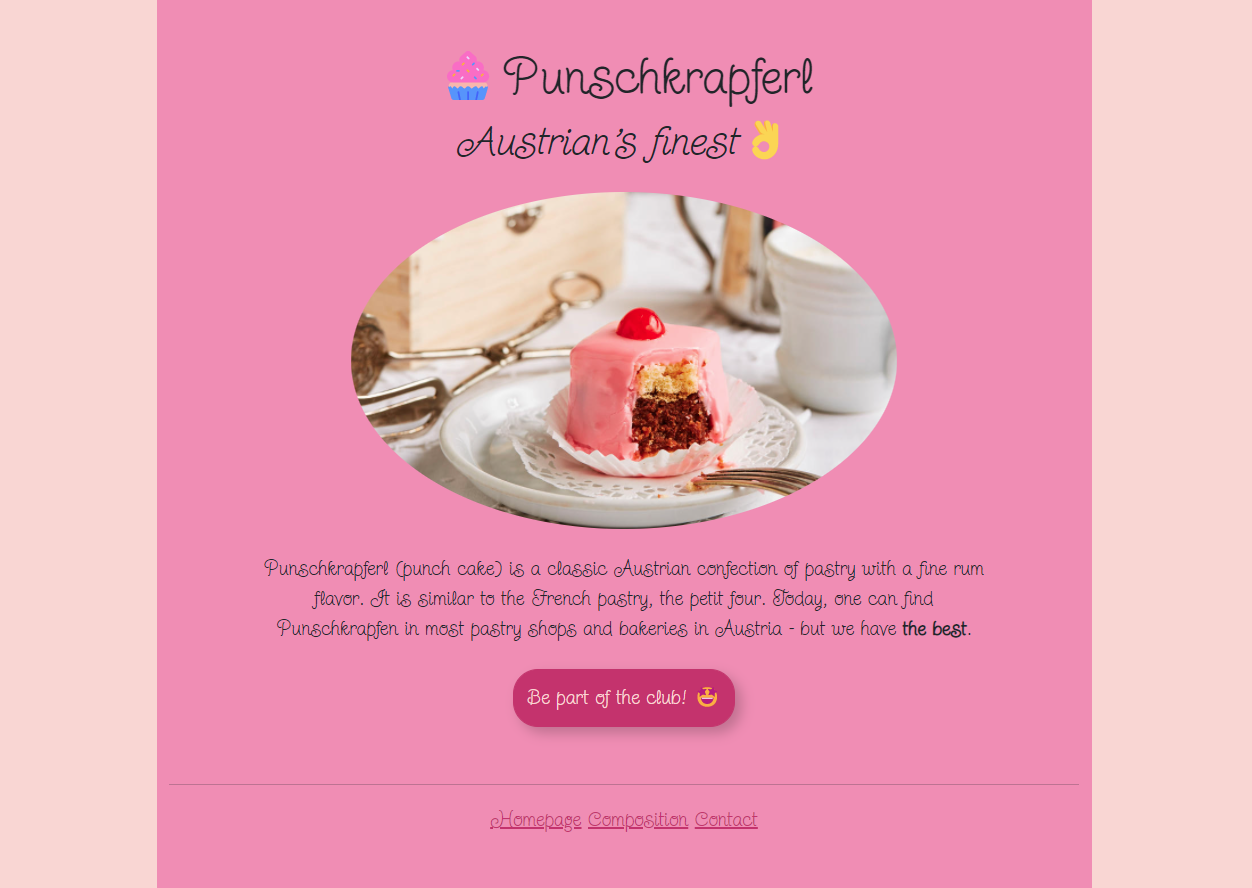 🧁 Punschkrapferl
Austrian's finest 👌
Punschkrapferl (punch cake) is a classic Austrian confection of pastry with a fine rum
flavor. It is similar to the French pastry, the petit four. Today, one can find
Punschkrapfen in most pastry shops and bakeries in Austria - but we have the best.
Be part of the club! 🤩
Homepage Composition Contact